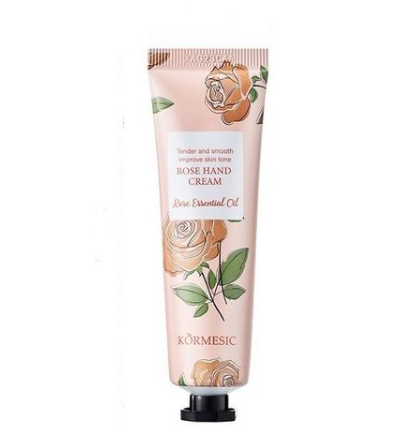 Tender and smooth
improve skin tone
ROSE HAND
CREAM
Rose Essential Oil
KÖRMESIC